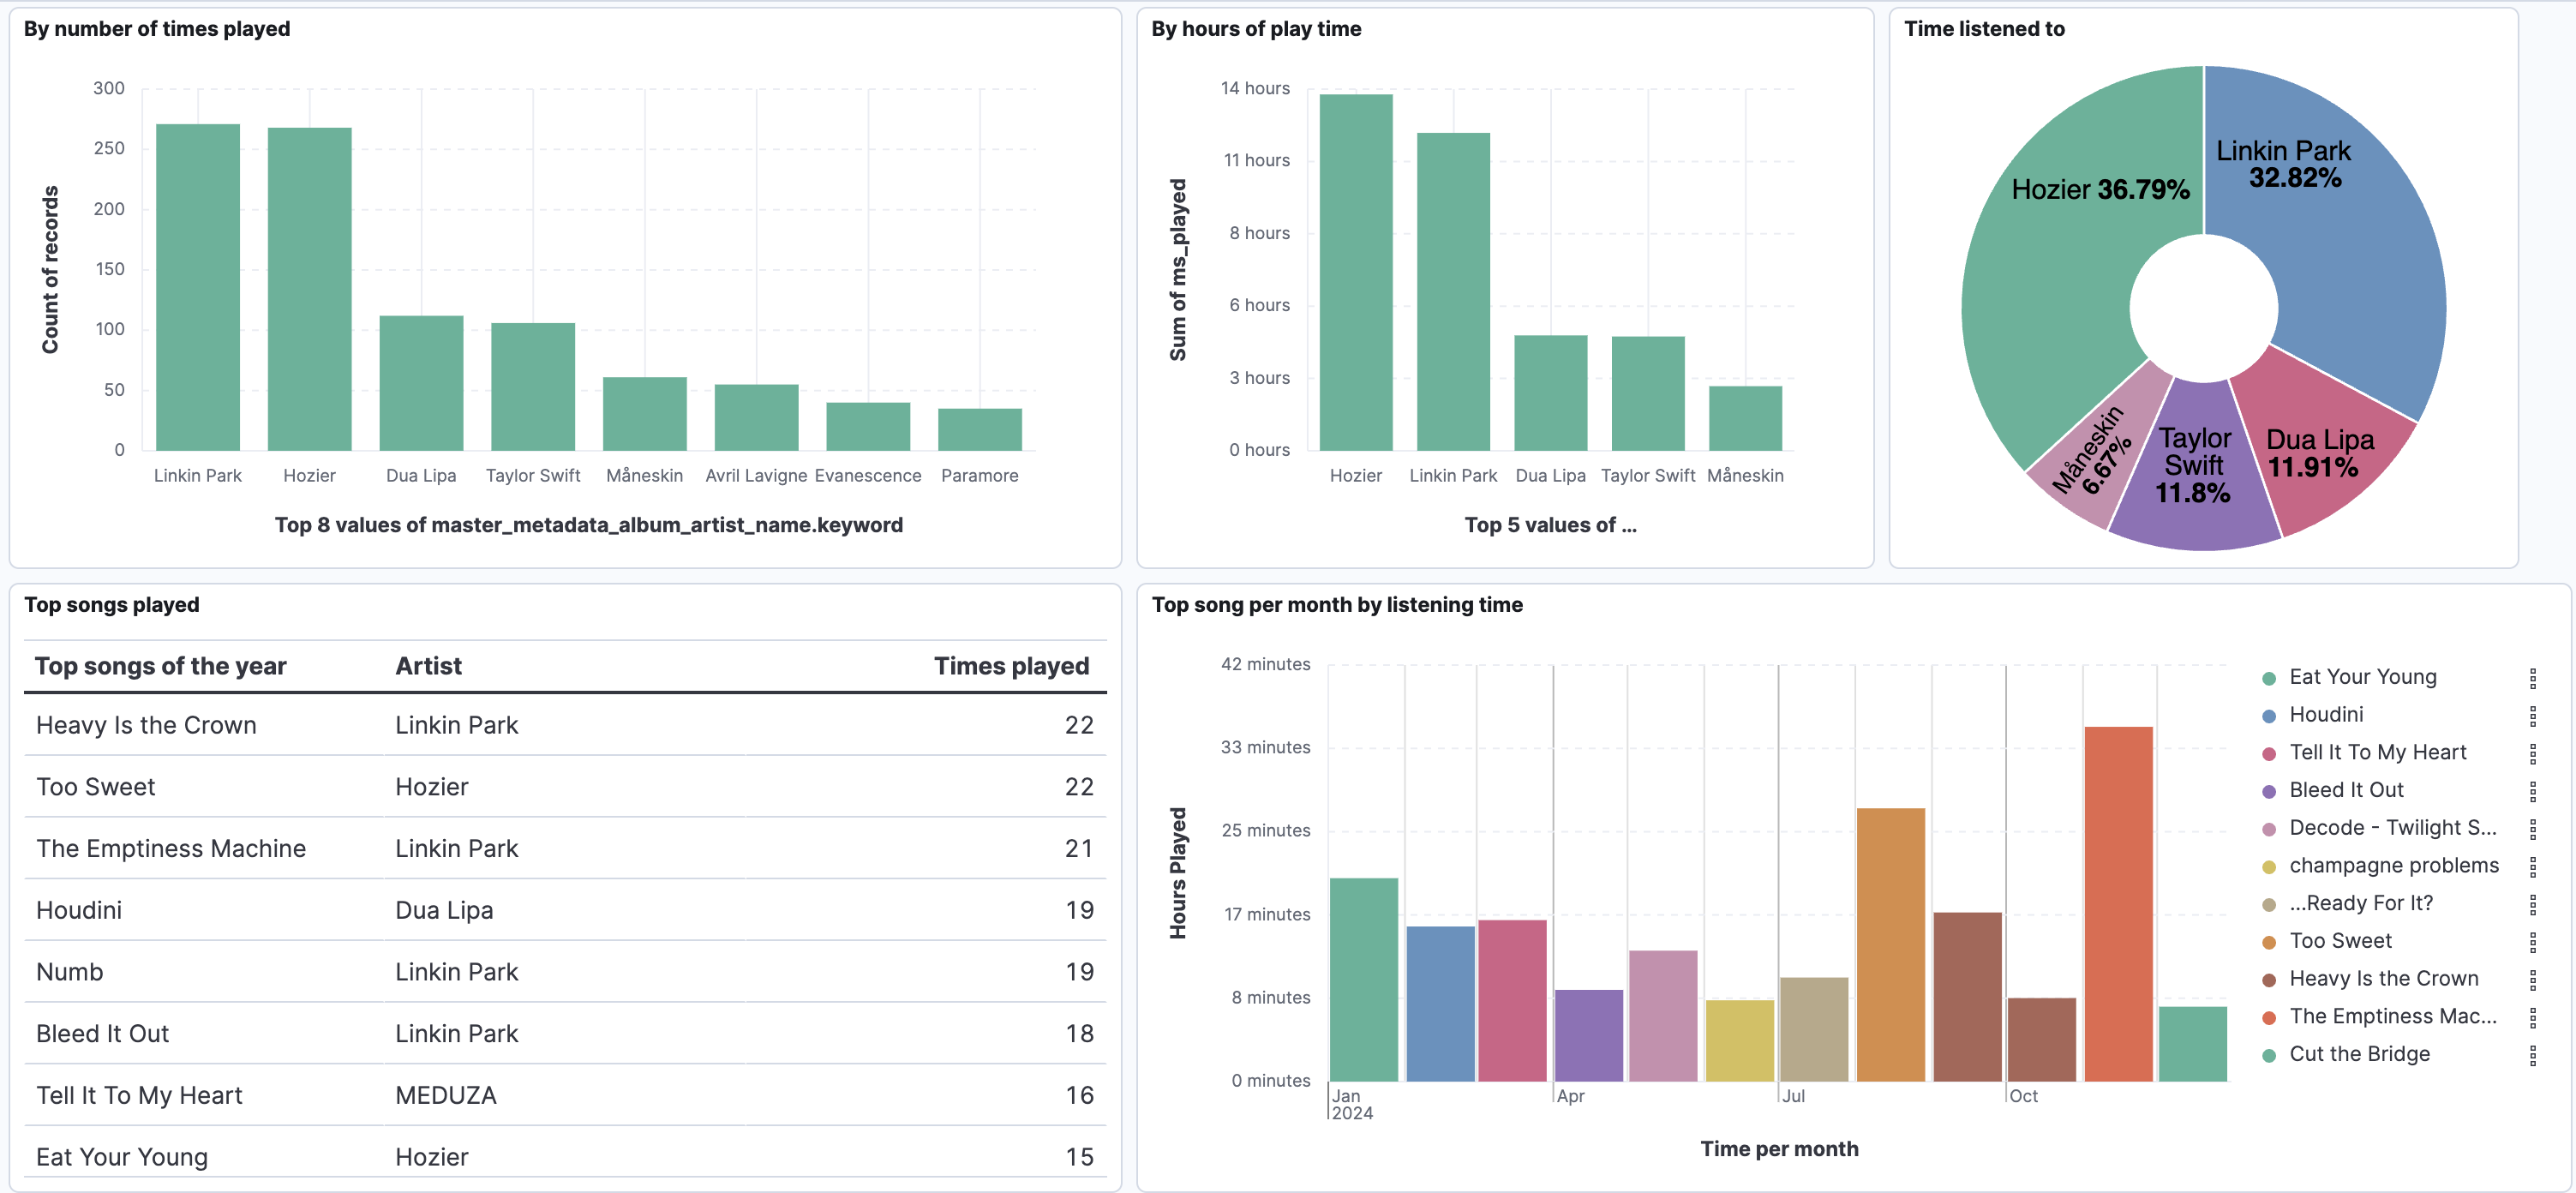 By number of times played
300
250
200
150
100
50
0
Count of records
Linkin Park Hozier Dua Lipa Taylor Swift Måneskin Avril Lavigne Evanescence Paramore
Top 8 values of master_metadata_album_artist_name.keyword
By hours of play time
14 hours
11 hours
8 hours
6 hours
3 hours
0 hours
Sum of ms_played
Hozier Linkin Park Dua Lipa Taylor Swift Måneskin
Top 5 values of ...
Time listened to
Linkin Park
32.82%
Hozier 36.79%
Måneskin
6.67%
Taylor
Swift
11.8%
Dua Lipa
11.91%
Top songs played
Top songs of the year Artist Times played
Heavy Is the Crown Linkin Park 22
Too Sweet Hozier 22
The Emptiness Machine Linkin Park 21
Houdini Dua Lipa 19
Numb Linkin Park 19
Bleed It Out Linkin Park 18
Tell It To My Heart MEDUZA 16
Eat Your Young Hozier 15
Top song per month by listening time
42 minutes
33 minutes
25 minutes
17 minutes
8 minutes
0 minutes
Hours Played
Jan Apr Jul Oct
2024
Time per month
Eat Your Young
Houdini
Tell It To My Heart
Bleed It Out
Decode - Twilight S...
champagne problems
...Ready For It?
Too Sweet
Heavy Is the Crown
The Emptiness Mac...
Cut the Bridge